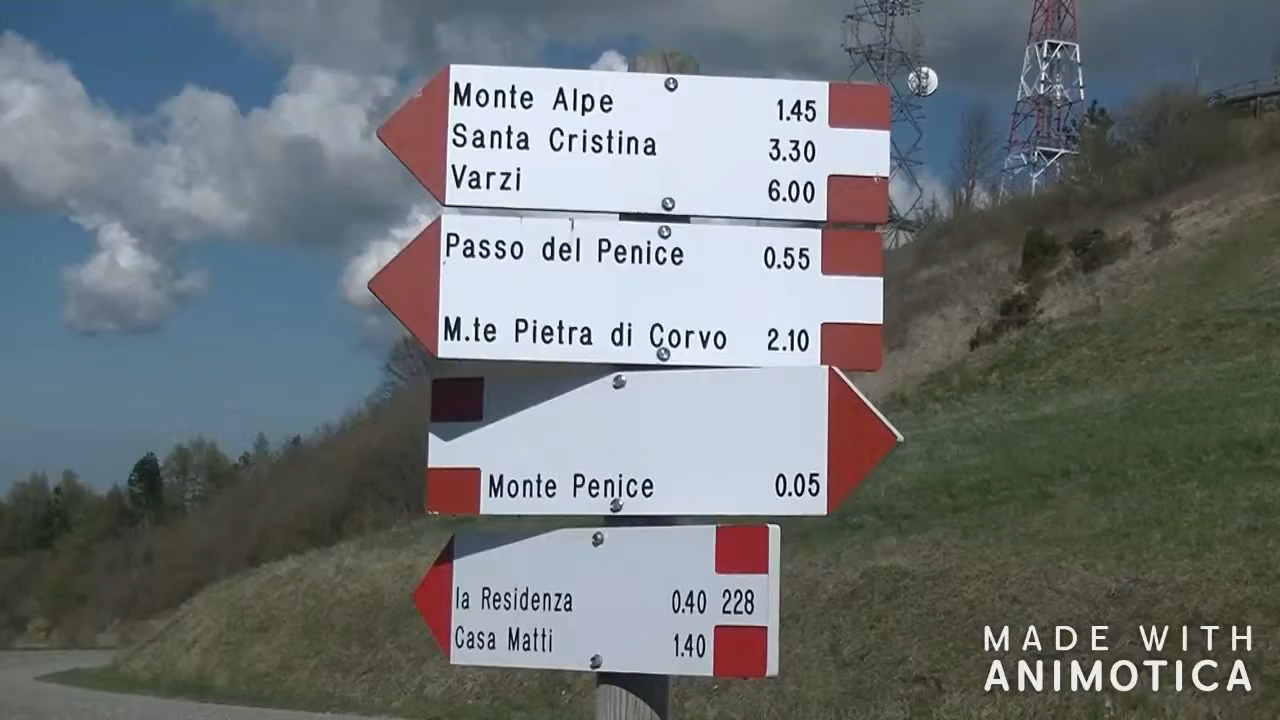 Monte Alpe 1.45
Santa Cristina 3.30
Varzi 6.00
Passo del Penice 0.55
M.te Pietra di Corvo 2.10
Monte Penice 0.05
la Residenza 0.40 228
Casa Matti 1.40
MADE WITH
ANIMOTICA